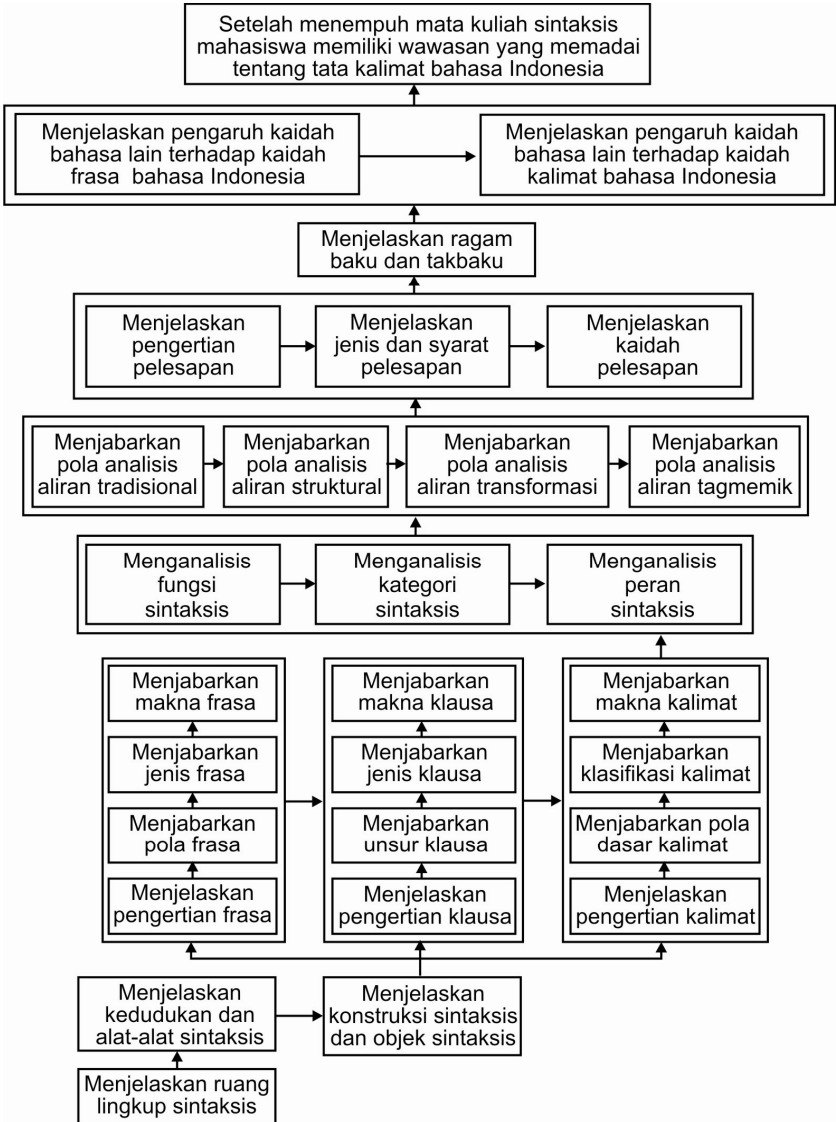 Setelah menempuh mata kuliah sintaksis
mahasiswa memiliki wawasan yang memadai
tentang tata kalimat bahasa Indonesia
Menjelaskan pengaruh kaidah
bahasa lain terhadap kaidah
frasa bahasa Indonesia
Menjelaskan pengaruh kaidah
bahasa lain terhadap kaidah
kalimat bahasa Indonesia
Menjelaskan ragam
baku dan takbaku
Menjelaskan
pengertian
pelesapan
Menjelaskan
jenis dan syarat
pelesapan
Menjelaskan
kaidah
pelesapan
Menjabarkan
pola analisis
aliran tradisional
Menjabarkan
pola analisis
aliran struktural
Menjabarkan
pola analisis
aliran transformasi
Menjabarkan
pola analisis
aliran tagmemik
Menganalisis
fungsi
sintaksis
Menganalisis
kategori
sintaksis
Menganalisis
peran
sintaksis
Menjabarkan
makna frasa
Menjabarkan
jenis frasa
Menjabarkan
pola frasa
Menjelaskan
pengertian frasa
Menjabarkan
makna klausa
Menjabarkan
jenis klausa
Menjabarkan
unsur klausa
Menjelaskan
pengertian klausa
Menjabarkan
makna kalimat
Menjabarkan
klasifikasi kalimat
Menjabarkan pola
dasar kalimat
Menjelaskan
pengertian kalimat
Menjelaskan
kedudukan dan
alat-alat sintaksis
Menjelaskan
konstruksi sintaksis
dan objek sintaksis
Menjelaskan ruang
lingkup sintaksis